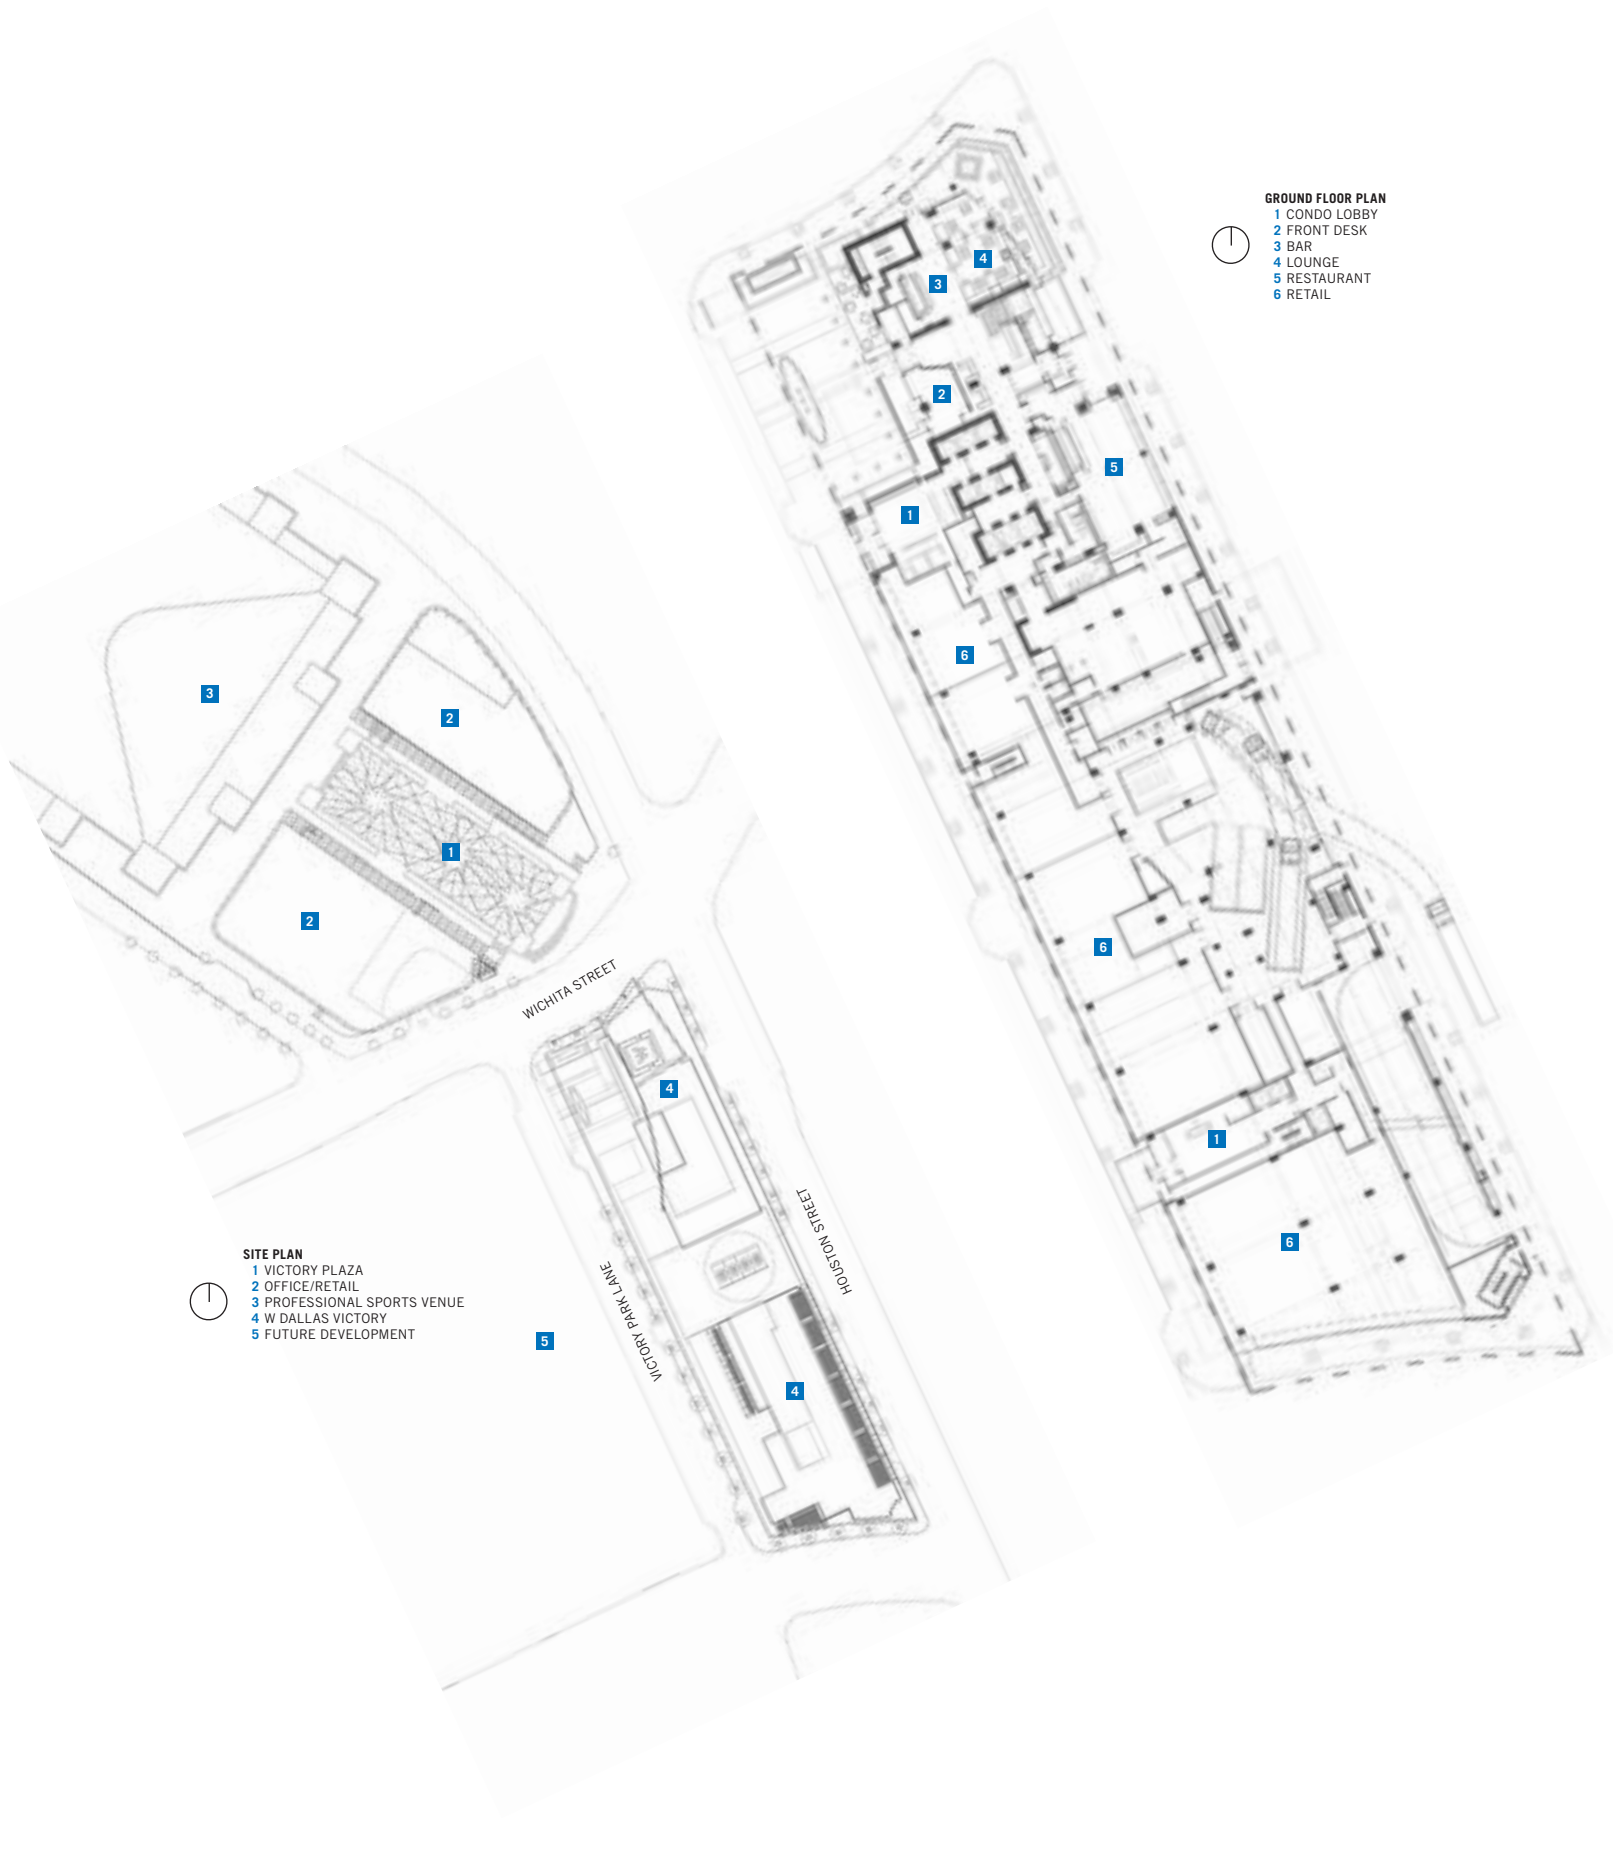 GROUND FLOOR PLAN
1 CONDO LOBBY
2 FRONT DESK
3 BAR
4 LOUNGE
5 RESTAURANT
6 RETAIL
4
3
2
5
1
6
6
1
6
3
2
1
2
WICHITA STREET
4
HOUSTON STREET
VICTORY PARK LANE
5
4
SITE PLAN
1 VICTORY PLAZA
2 OFFICE/RETAIL
3 PROFESSIONAL SPORTS VENUE
4 W DALLAS VICTORY
5 FUTURE DEVELOPMENT